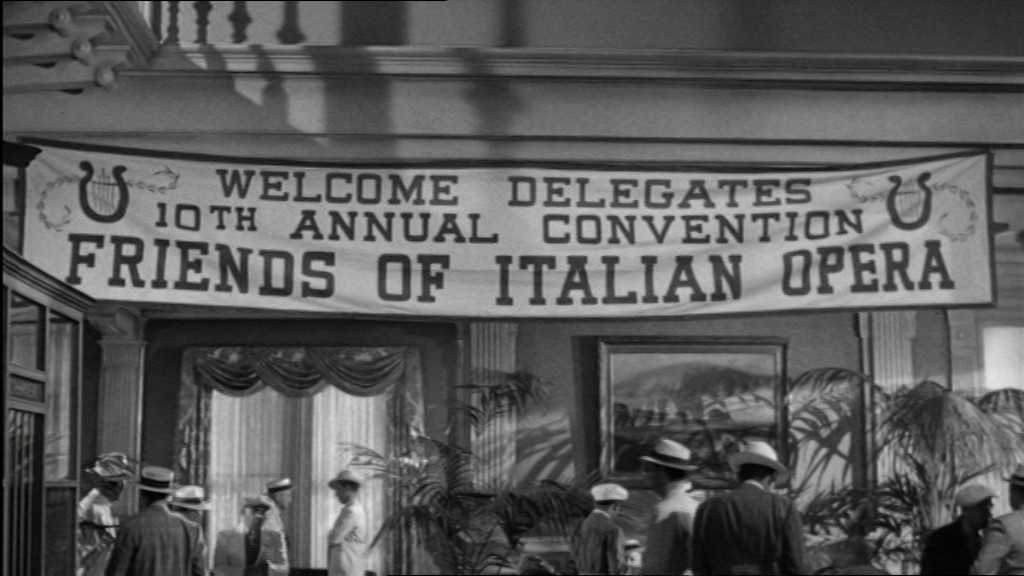 WELCOME DELEGATES
10TH ANNUAL CONVENTION
FRIENDS OF ITALIAN OPERA